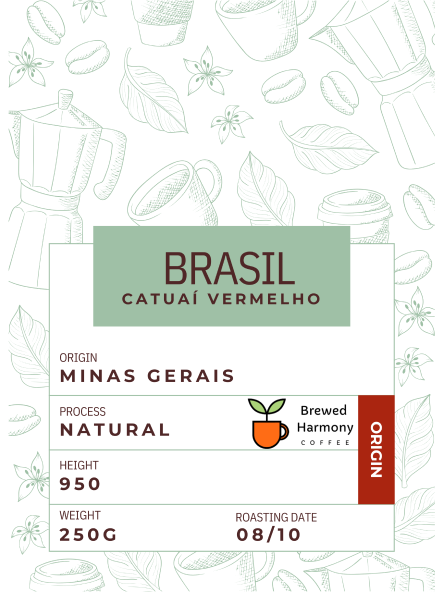 BRASIL
CATUAÍ VERMELHO
ORIGIN
MINAS GERAIS
PROCESS
NATURAL
Brewed
Harmony
COFFEE
ORIGIN
HEIGHT
950
WEIGHT
250G
ROASTING DATE
08/10